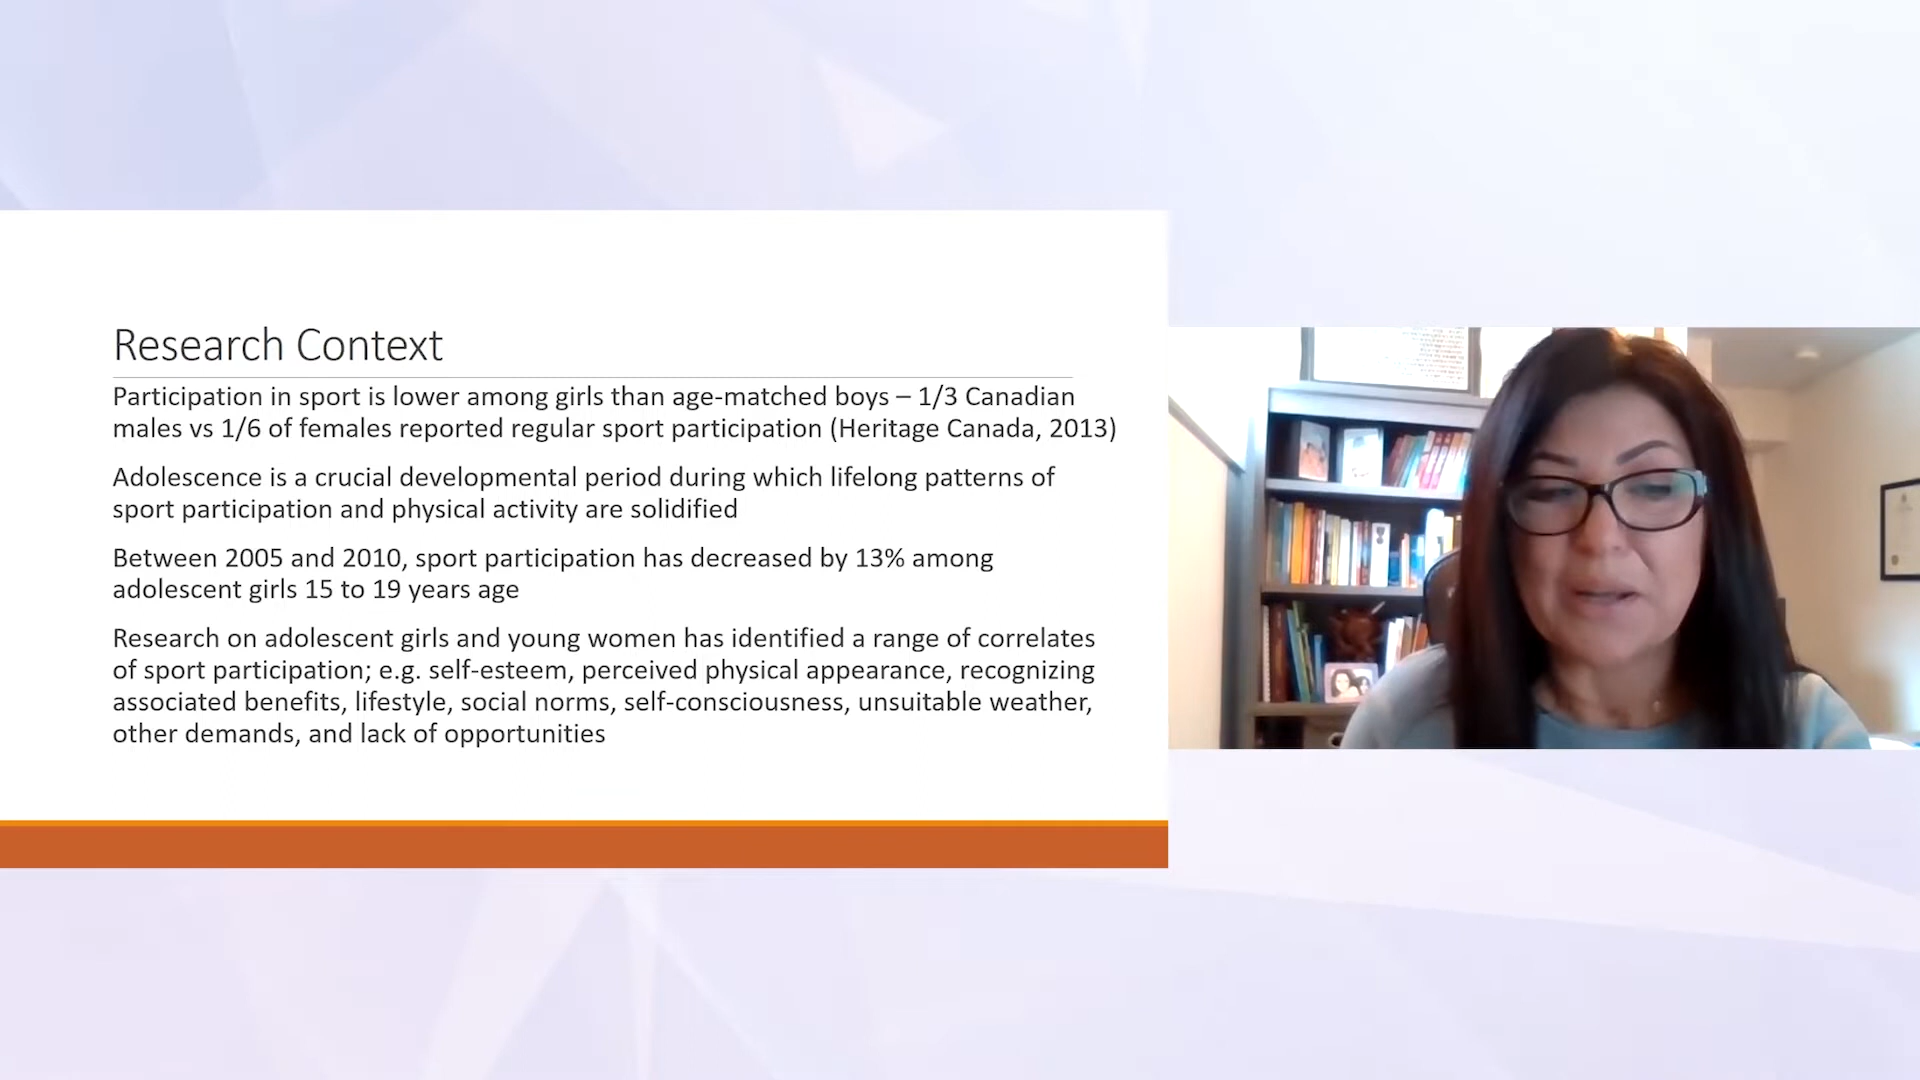 Research Context
Participation in sport is lower among girls than age-matched boys – 1/3 Canadian
males vs 1/6 of females reported regular sport participation (Heritage Canada, 2013)
Adolescence is a crucial developmental period during which lifelong patterns of
sport participation and physical activity are solidified
Between 2005 and 2010, sport participation has decreased by 13% among
adolescent girls 15 to 19 years age
Research on adolescent girls and young women has identified a range of correlates
of sport participation; e.g. self-esteem, perceived physical appearance, recognizing
associated benefits, lifestyle, social norms, self-consciousness, unsuitable weather,
other demands, and lack of opportunities